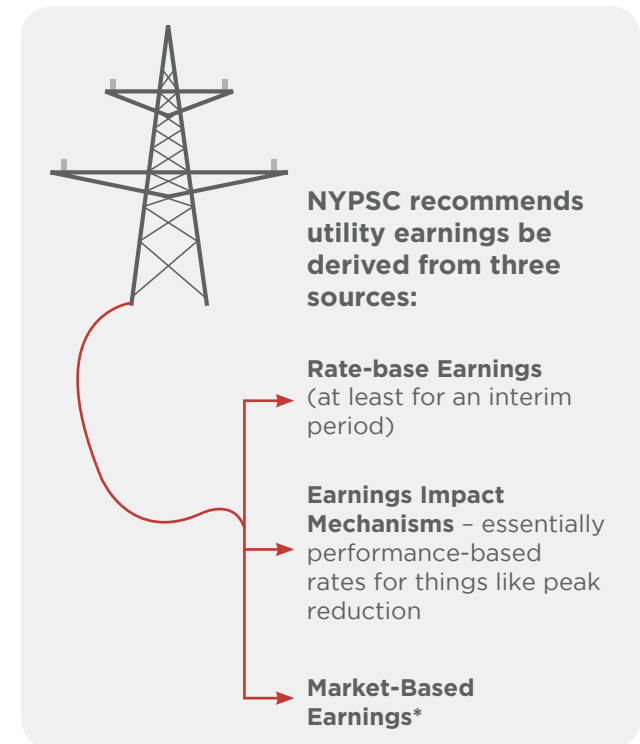 NYPSC recommends
utility earnings be
derived from three
sources:
Rate-base Earnings
(at least for an interim
period)
Earnings Impact
Mechanisms – essentially
performance-based
rates for things like peak
reduction
Market-Based
Earnings*